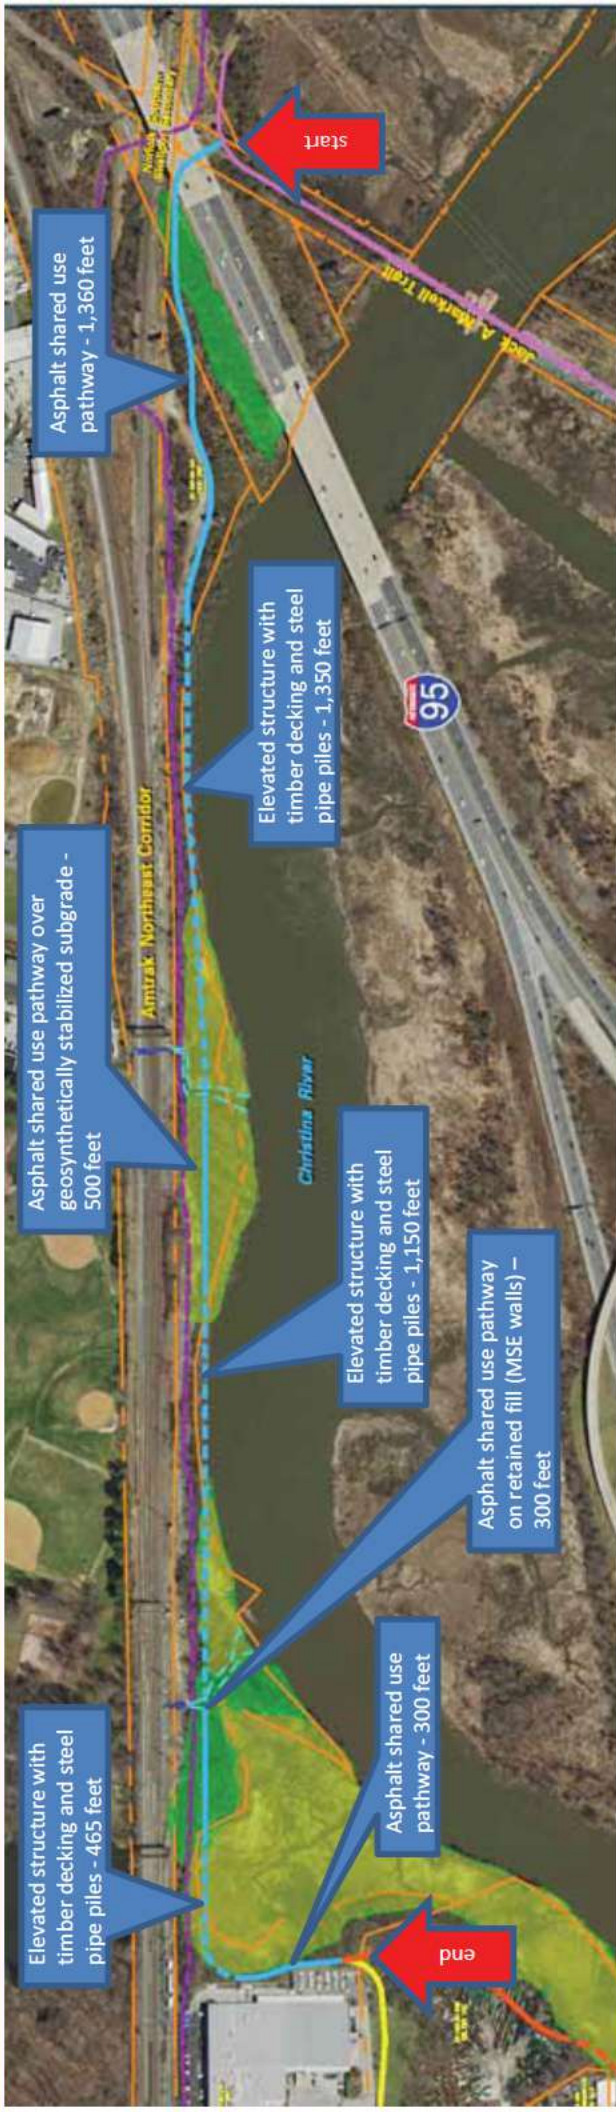 Asphalt shared use
pathway - 1,360 feet
start
Jack A. Markell Trail
Elevated structure with
timber decking and steel
pipe piles - 1,350 feet
95
Amtrak Northeast Corridor
Asphalt shared use pathway over
geosynthetically stabilized subgrade -
500 feet
Christina River
Elevated structure with
timber decking and steel
pipe piles - 1,150 feet
Asphalt shared use pathway
on retained fill (MSE walls) –
300 feet
Elevated structure with
timber decking and steel
pipe piles - 465 feet
Asphalt shared use
pathway - 300 feet
end